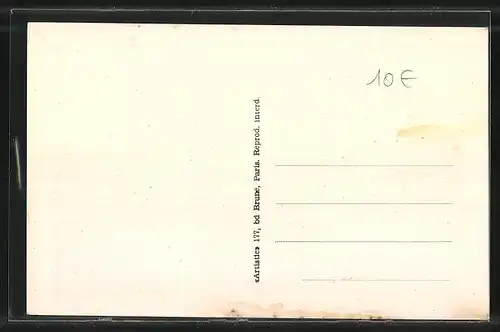 10€
«Artistic» 177, bd Brune, Paris. Reprod. interd.